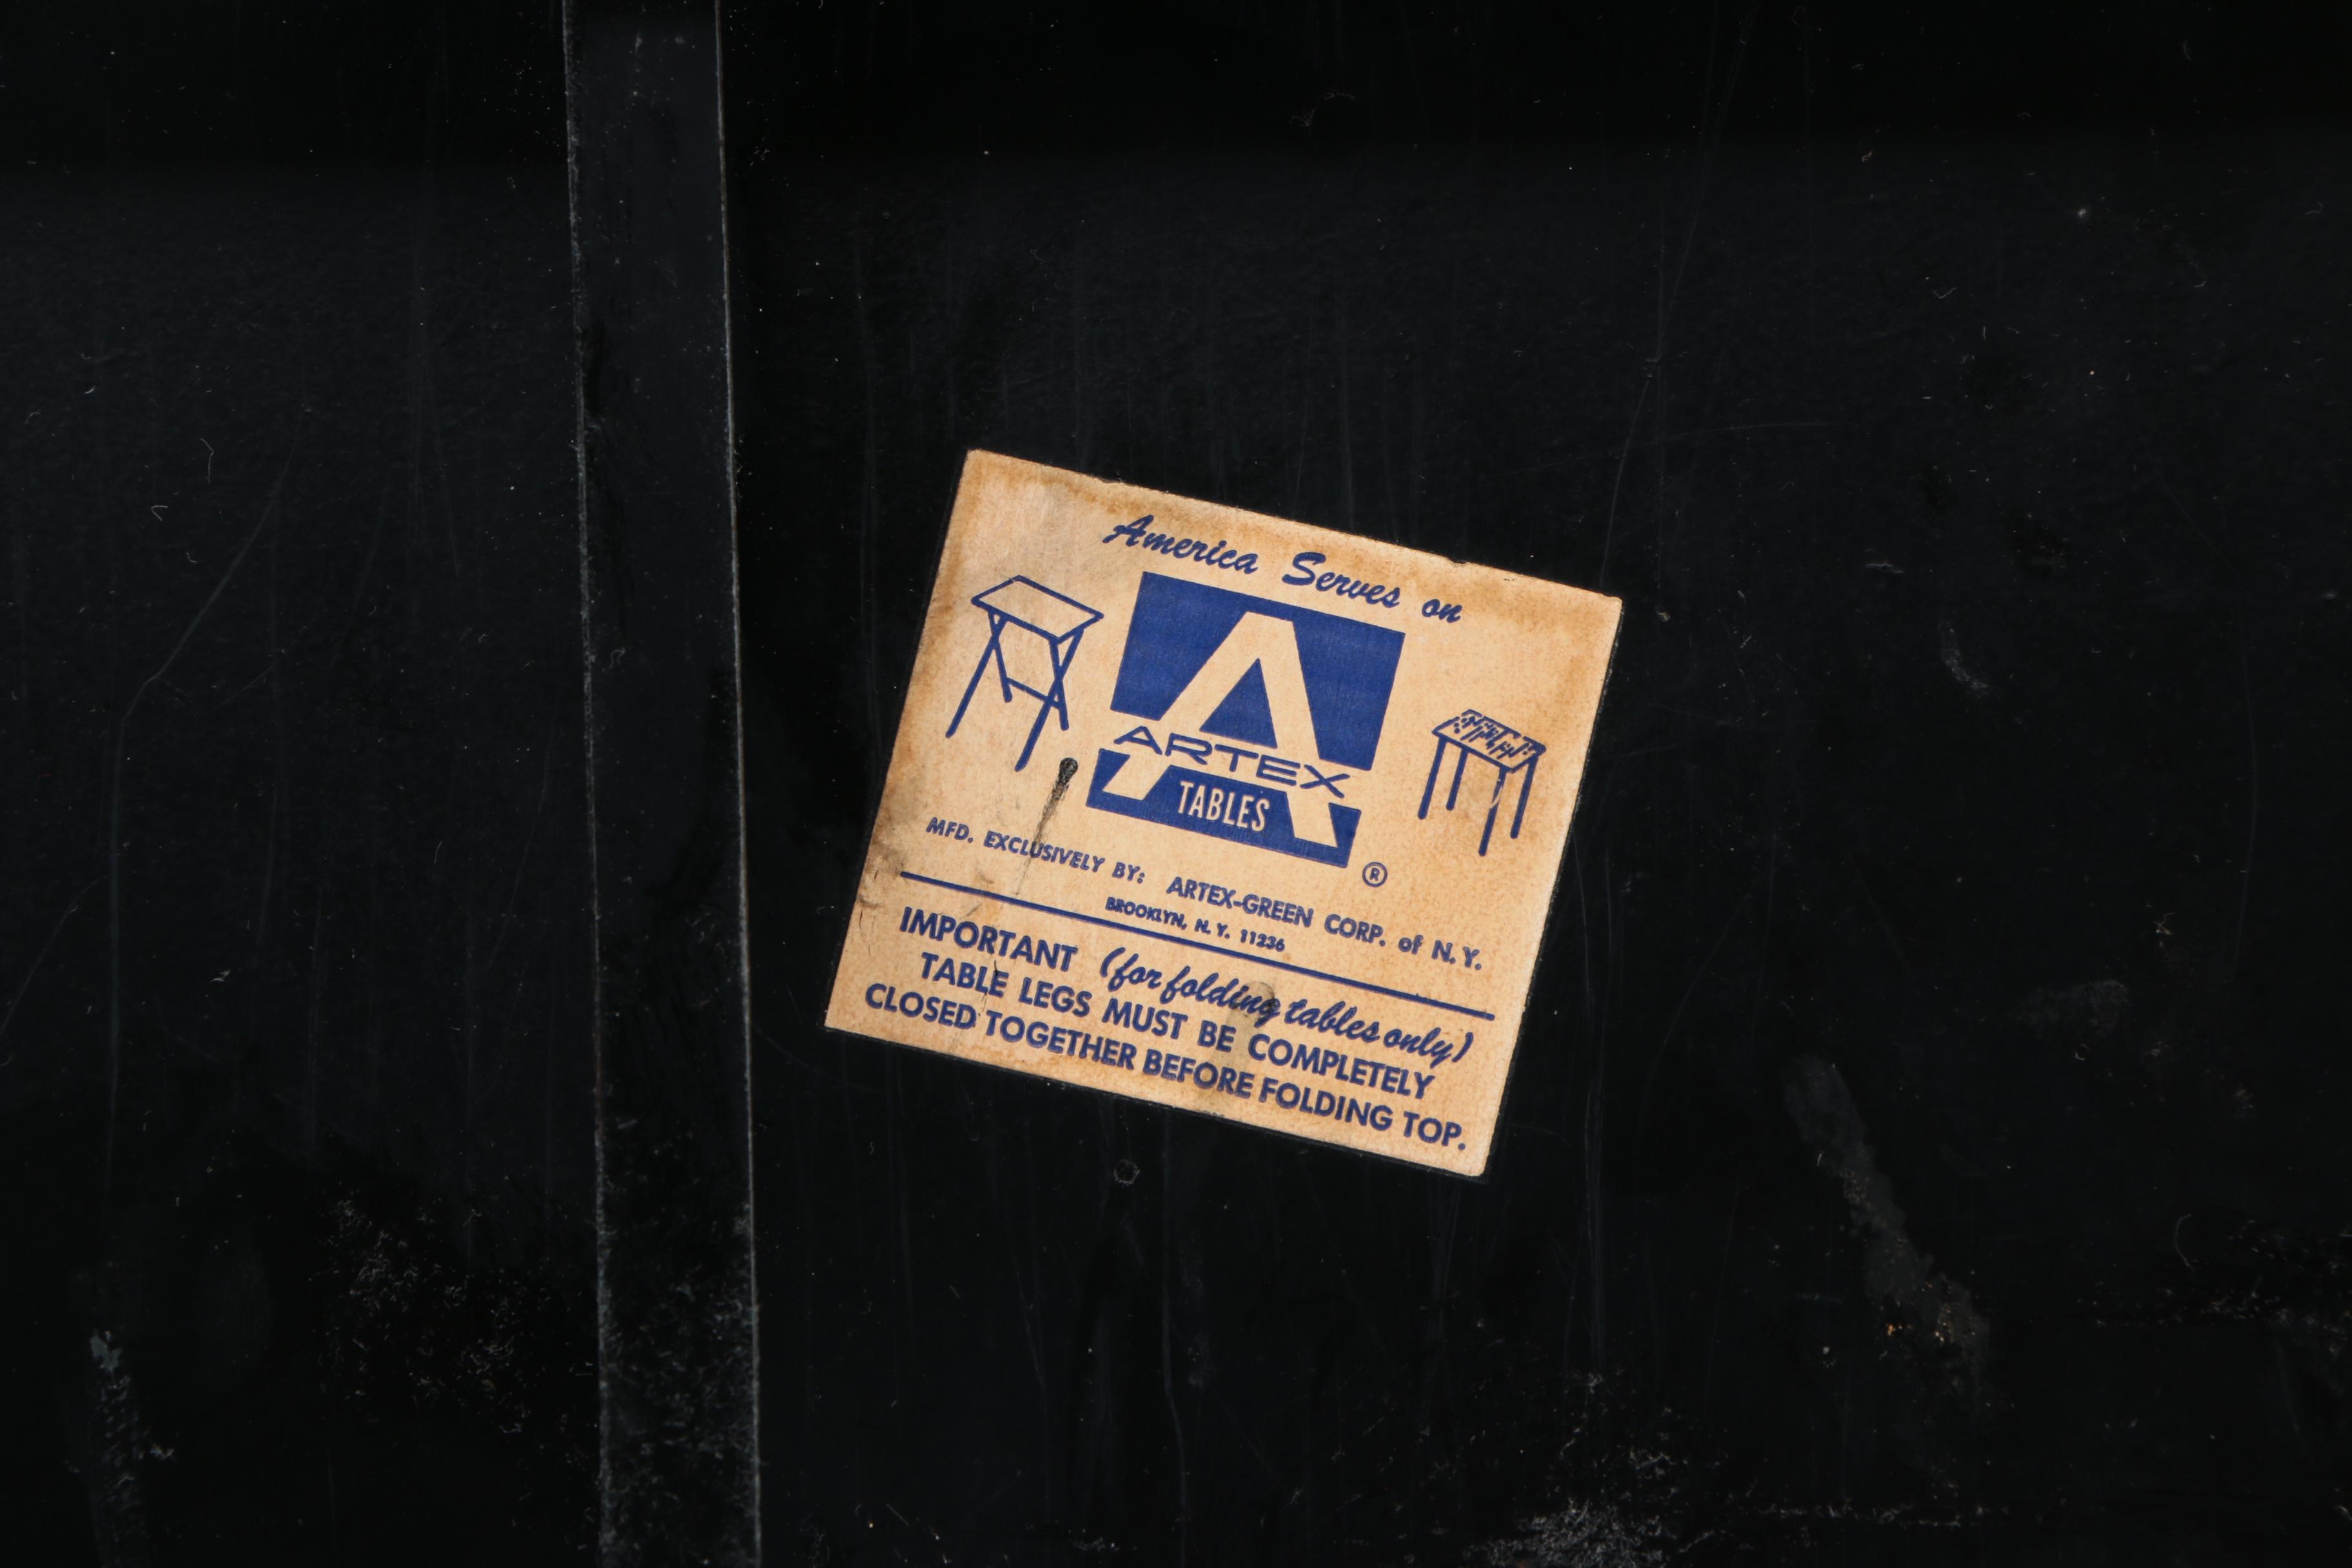 America Serves on
A
ARTEX
TABLES
®
MFD. EXCLUSIVELY BY: ARTEX-GREEN CORP. of N.Y.
BROOKLYN, N.Y. 11236
IMPORTANT (for folding tables only)
TABLE LEGS MUST BE COMPLETELY
CLOSED TOGETHER BEFORE FOLDING TOP.